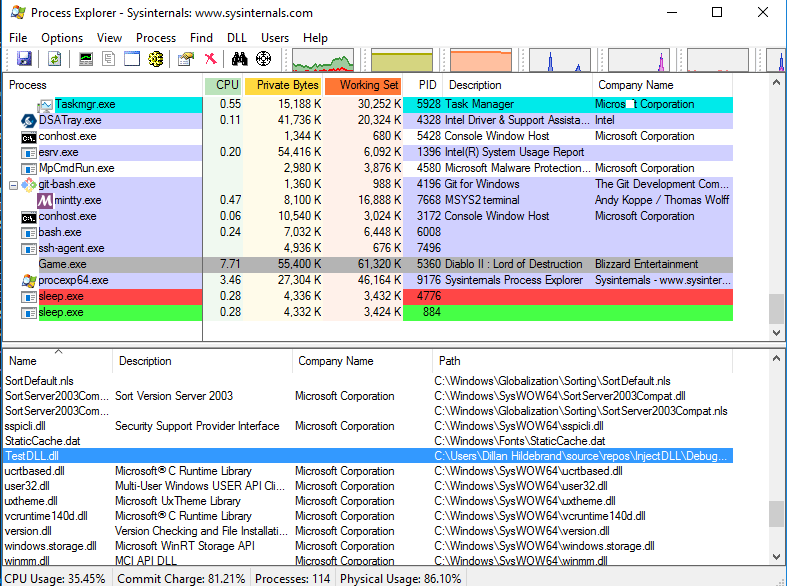 Process Explorer - Sysinternals: www.sysinternals.com
File Options View Process Find DLL Users Help
Process CPU Private Bytes Working Set PID Description Company Name
Taskmgr.exe 0.55 15,188 K 30,252 K 5928 Task Manager Microsoft Corporation
DSATray.exe 0.11 41,736 K 20,324 K 4328 Intel Driver & Support Assista... Intel
conhost.exe 1,344 K 680 K 5428 Console Window Host Microsoft Corporation
esrv.exe 0.20 54,416 K 6,092 K 1396 Intel(R) System Usage Report
MpCmdRun.exe 2,980 K 3,876 K 4580 Microsoft Malware Protection... Microsoft Corporation
git-bash.exe 1,360 K 988 K 4196 Git for Windows The Git Development Com...
mintty.exe 0.47 8,100 K 16,888 K 7668 MSYS2 terminal Andy Koppe / Thomas Wolff
conhost.exe 0.06 10,540 K 3,024 K 3172 Console Window Host Microsoft Corporation
bash.exe 0.24 7,032 K 6,448 K 6008
ssh-agent.exe 4,936 K 676 K 7496
Game.exe 7.71 55,400 K 61,320 K 5360 Diablo II : Lord of Destruction Blizzard Entertainment
procexp64.exe 3.46 27,304 K 46,164 K 9176 Sysinternals Process Explorer Sysinternals - www.sysinter...
sleep.exe 0.28 4,336 K 3,432 K 4776
sleep.exe 0.28 4,332 K 3,424 K 884
Name Description Company Name Path
SortDefault.nls C:\Windows\Globalization\Sorting\SortDefault.nls
SortServer2003Com... Sort Version Server 2003 Microsoft Corporation C:\Windows\SysWOW64\SortServer2003Compat.dll
SortServer2003Com... C:\Windows\Globalization\Sorting\SortServer2003Compat.nls
sspicli.dll Security Support Provider Interface Microsoft Corporation C:\Windows\SysWOW64\sspicli.dll
StaticCache.dat C:\Windows\Fonts\StaticCache.dat
TestDLL.dll C:\Users\Dillan Hildebrand\source\repos\InjectDLL\Debug...
ucrtbased.dll Microsoft® C Runtime Library Microsoft Corporation C:\Windows\SysWOW64\ucrtbased.dll
user32.dll Multi-User Windows USER API Cli... Microsoft Corporation C:\Windows\SysWOW64\user32.dll
uxtheme.dll Microsoft UxTheme Library Microsoft Corporation C:\Windows\SysWOW64\uxtheme.dll
vcruntime140d.dll Microsoft® C Runtime Library Microsoft Corporation C:\Windows\SysWOW64\vcruntime140d.dll
version.dll Version Checking and File Installati... Microsoft Corporation C:\Windows\SysWOW64\version.dll
windows.storage.dll Microsoft WinRT Storage API Microsoft Corporation C:\Windows\SysWOW64\windows.storage.dll
winmm.dll MCI API DLL Microsoft Corporation C:\Windows\SysWOW64\winmm.dll
CPU Usage: 35.45% Commit Charge: 81.21% Processes: 114 Physical Usage: 86.10%